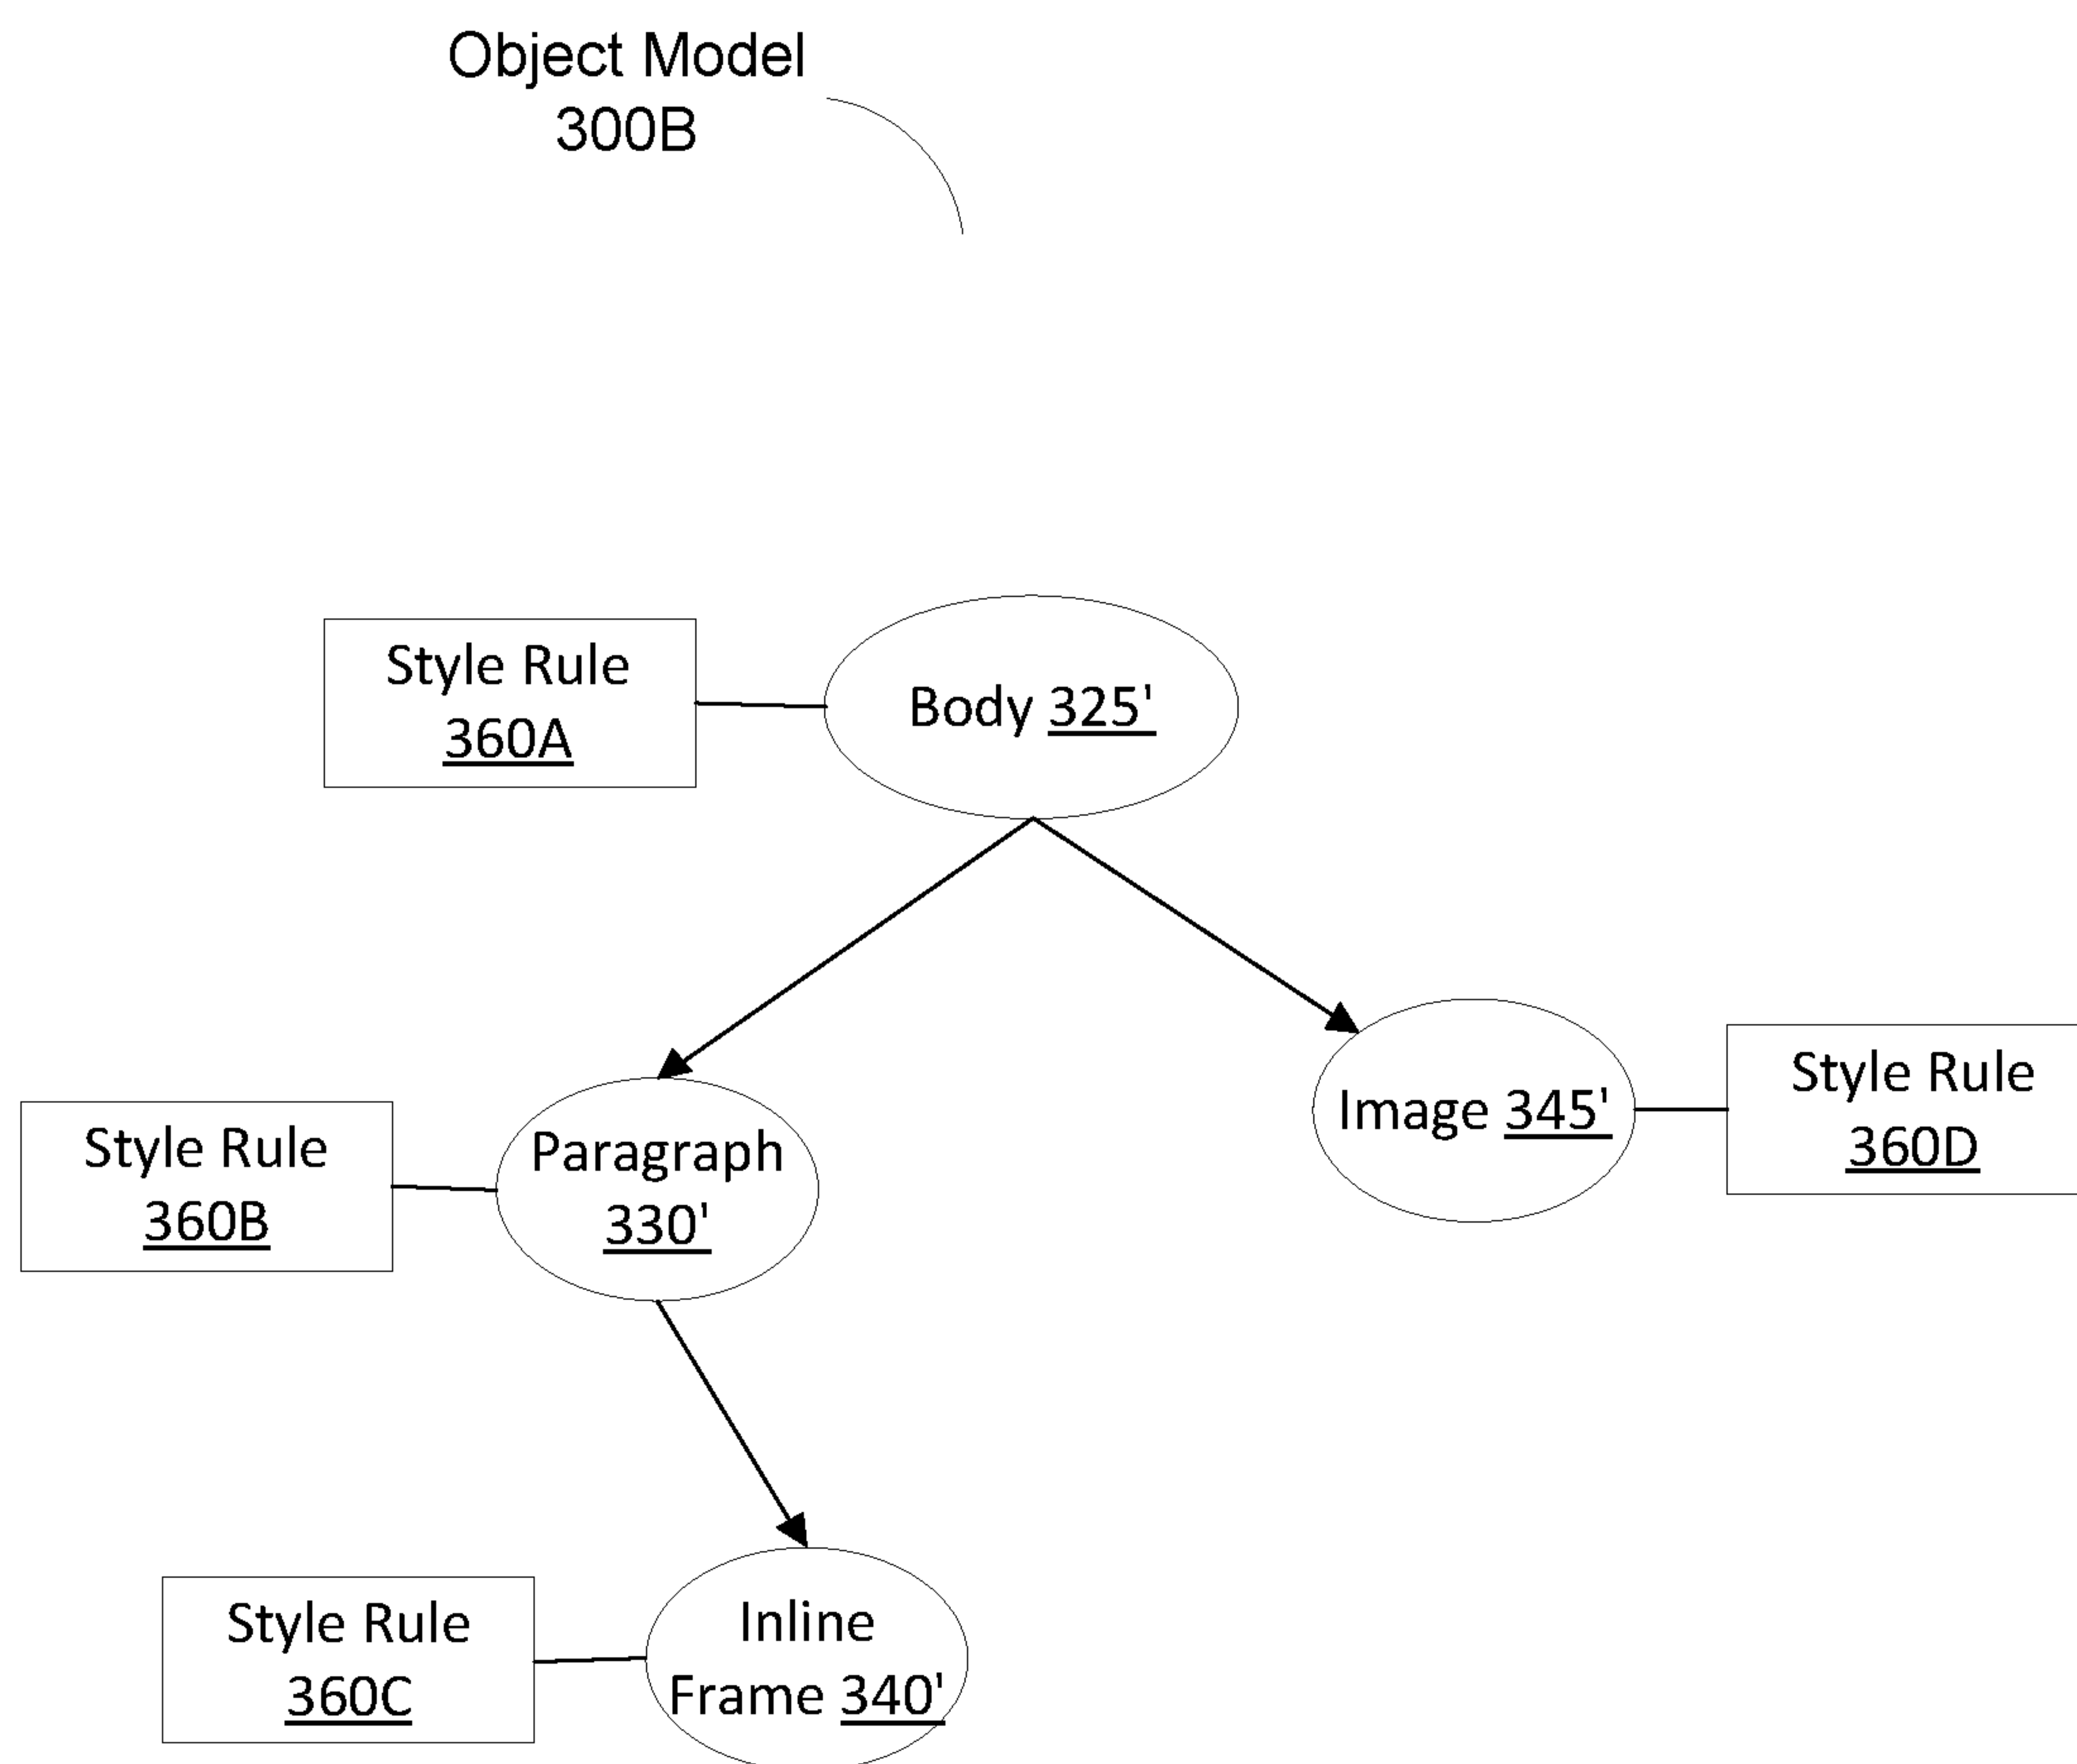 Object Model
300B
Style Rule
360A
Body 325'
Style Rule
360B
Paragraph
330'
Image 345'
Style Rule
360D
Style Rule
360C
Inline
Frame 340'